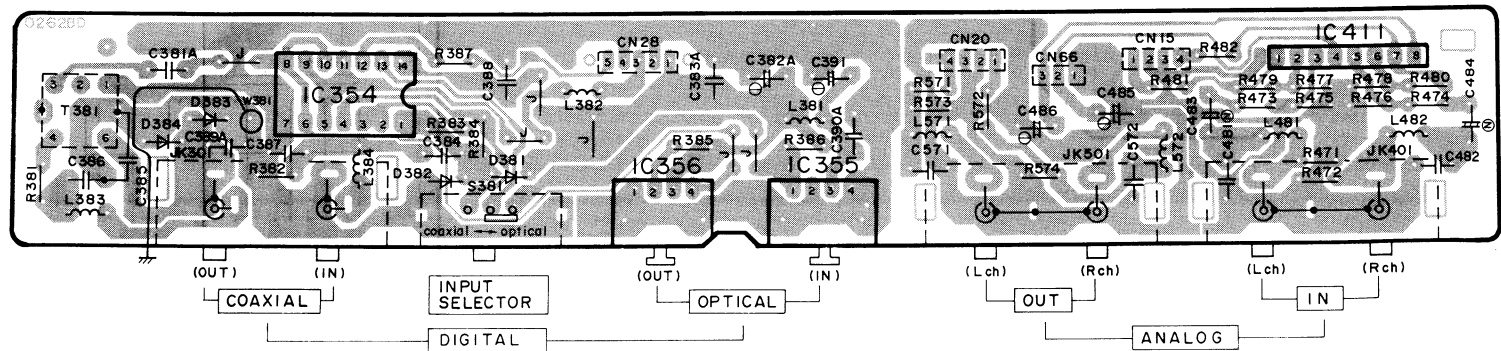 0262BD
C381A J R387 CN28 C383A C382A C391 CN20 CN66 CN15 R482 IC411
8 9 10 11 12 13 14
5 4 3 2 1
4 3 2 1
3 2 1
1 2 3 4
1 2 3 4 5 6 7 8
3 2 1
T381
4 6
D383 W381
IC354
7 6 5 4 3 2 1
C388 J L382
R571 R573 R572 C486 C485
R481 R479 R477 R478 R480 C484
R473 R475 R476 R474
D384 C389A C387 R383 C384 R384 J J R385 J J L381 R386 C390A
L571 C571 C572 L572 C483 C481 N L481 L482 N
C386 C385 JK301 R382 L384 D382 D381 S381
IC356 IC355
R574 JK501 R471 R472 JK401 C482
R381 L383
1 2 3 4
1 2 3 4
coaxial ↔ optical
(OUT) (IN) (OUT) (IN) (Lch) (Rch) (Lch) (Rch)
COAXIAL
INPUT
SELECTOR
OPTICAL OUT IN
DIGITAL ANALOG